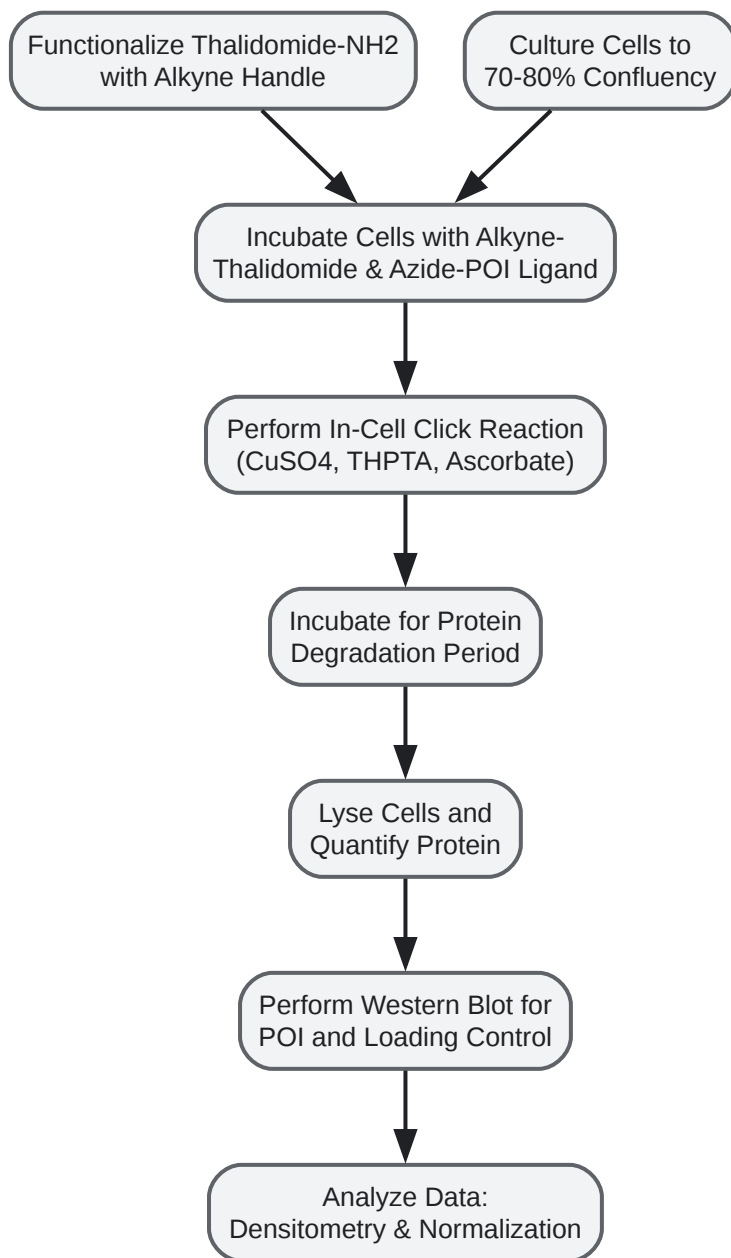 Functionalize Thalidomide-NH2
with Alkyne Handle
Culture Cells to
70-80% Confluency
Incubate Cells with Alkyne-
Thalidomide & Azide-POI Ligand
Perform In-Cell Click Reaction
(CuSO4, THPTA, Ascorbate)
Incubate for Protein
Degradation Period
Lyse Cells and
Quantify Protein
Perform Western Blot for
POI and Loading Control
Analyze Data:
Densitometry & Normalization